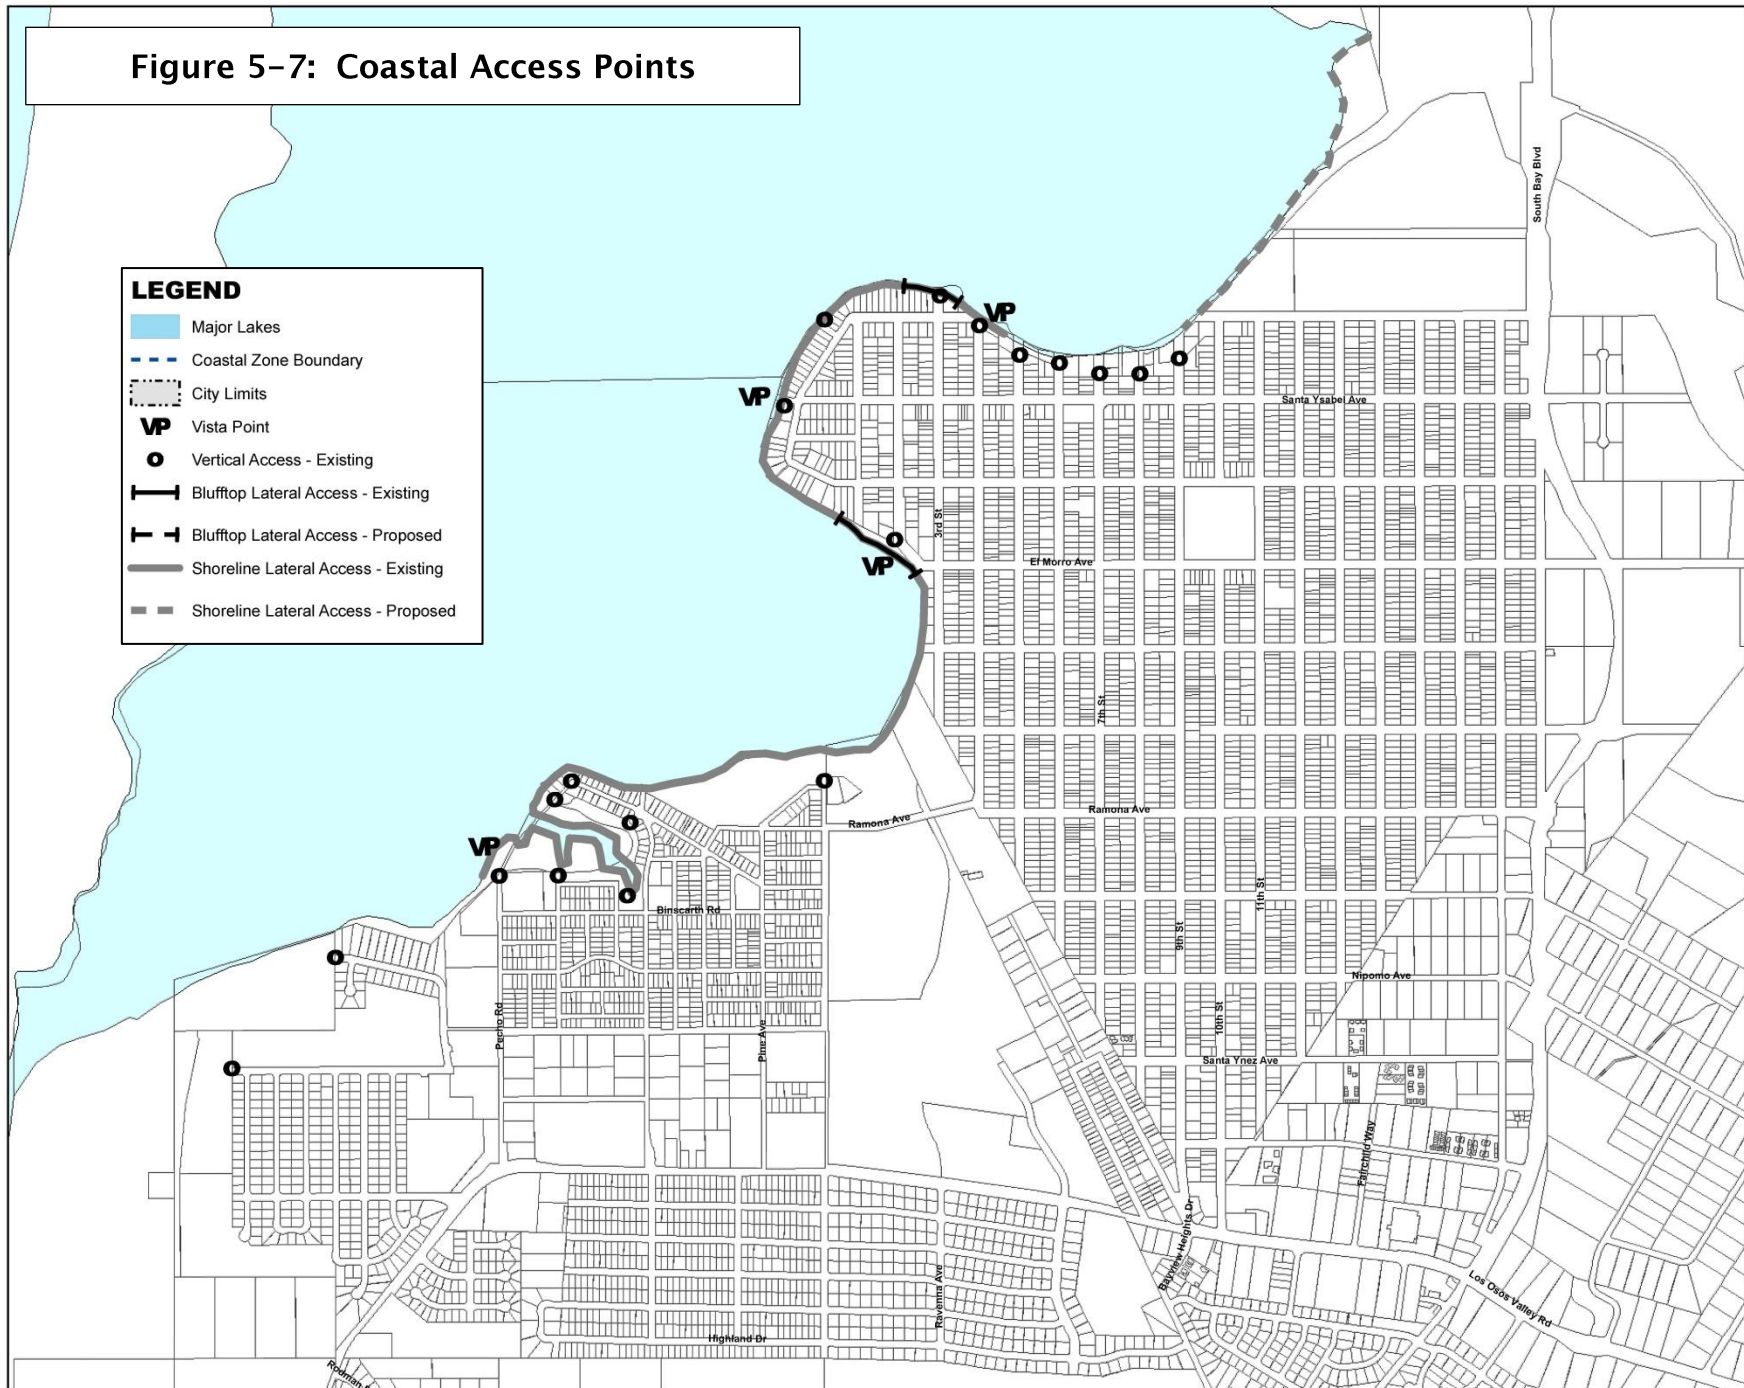 Figure 5-7: Coastal Access Points
South Bay Blvd
LEGEND
Major Lakes
Coastal Zone Boundary
City Limits
VP Vista Point
Vertical Access - Existing
Blufftop Lateral Access - Existing
Blufftop Lateral Access - Proposed
Shoreline Lateral Access - Existing
Shoreline Lateral Access - Proposed
VP
VP
Santa Ysabel Ave
3rd St
El Morro Ave
VP
7th St
Ramona Ave
Ramona Ave
VP
11th St
Binscarth Rd
9th St
Nipomo Ave
Pecho Rd
10th St
Pine Ave
Santa Ynez Ave
Fairchild Way
Bayview Heights Dr
Los Osos Valley Rd
Ravenna Ave
Highland Dr